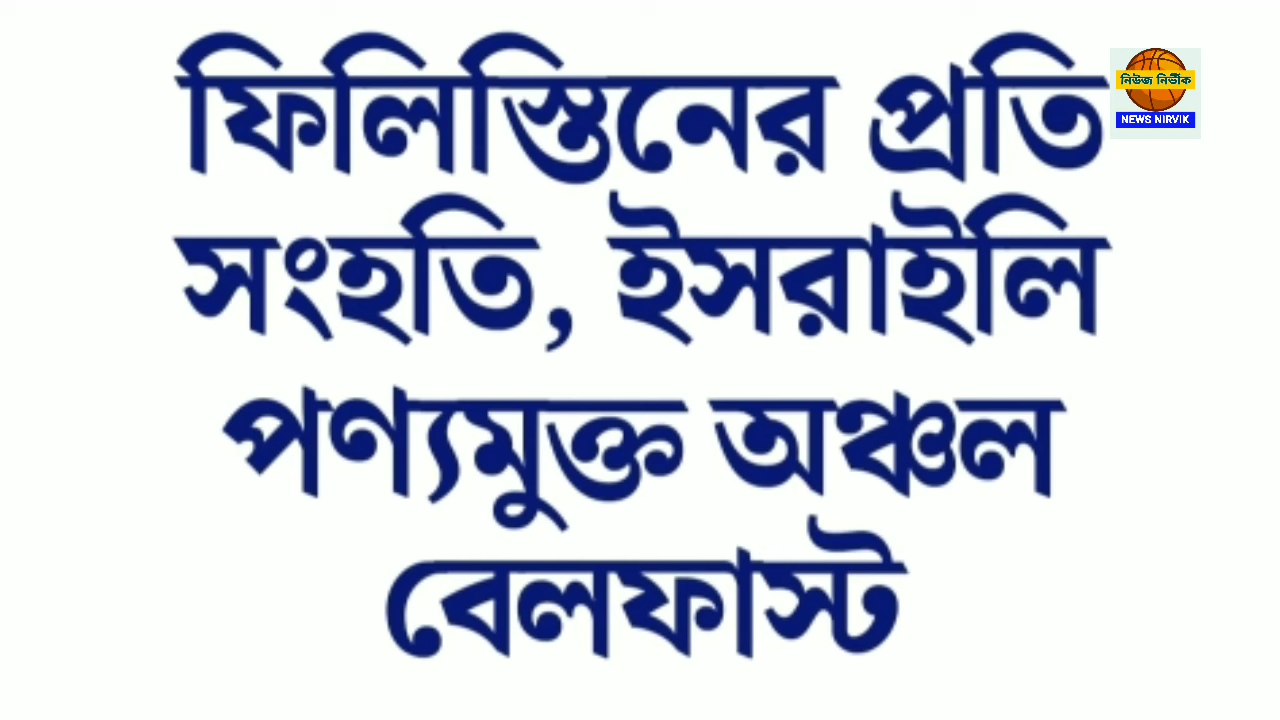 ফিলিস্তিনের প্রতি
সংহতি, ইসরাইলি
পণ্যমুক্ত অঞ্চল
বেলফাস্ট
নিউজ নির্ভীক
NEWS NIRVIK